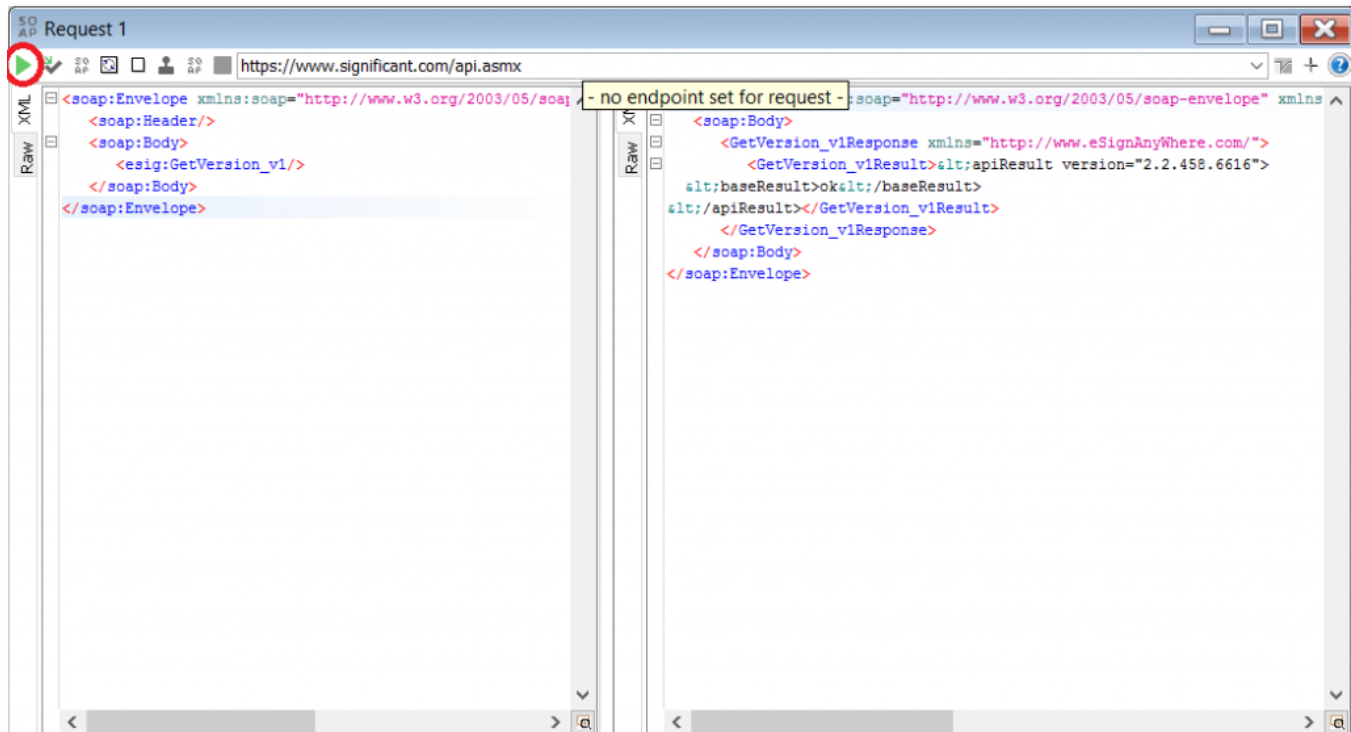 SO AP Request 1
https://www.significant.com/api.asmx
- no endpoint set for request -
XML
Raw
<soap:Envelope xmlns:soap="http://www.w3.org/2003/05/soap
<soap:Header/>
<soap:Body>
<esig:GetVersion_v1/>
</soap:Body>
</soap:Envelope>
XM
Raw
:soap="http://www.w3.org/2003/05/soap-envelope" xmlns
<soap:Body>
<GetVersion_v1Response xmlns="http://www.eSignAnyWhere.com/">
<GetVersion_v1Result>&lt;apiResult version="2.2.458.6616">
&lt;baseResult>ok&lt;/baseResult>
&lt;/apiResult></GetVersion_v1Result>
</GetVersion_v1Response>
</soap:Body>
</soap:Envelope>